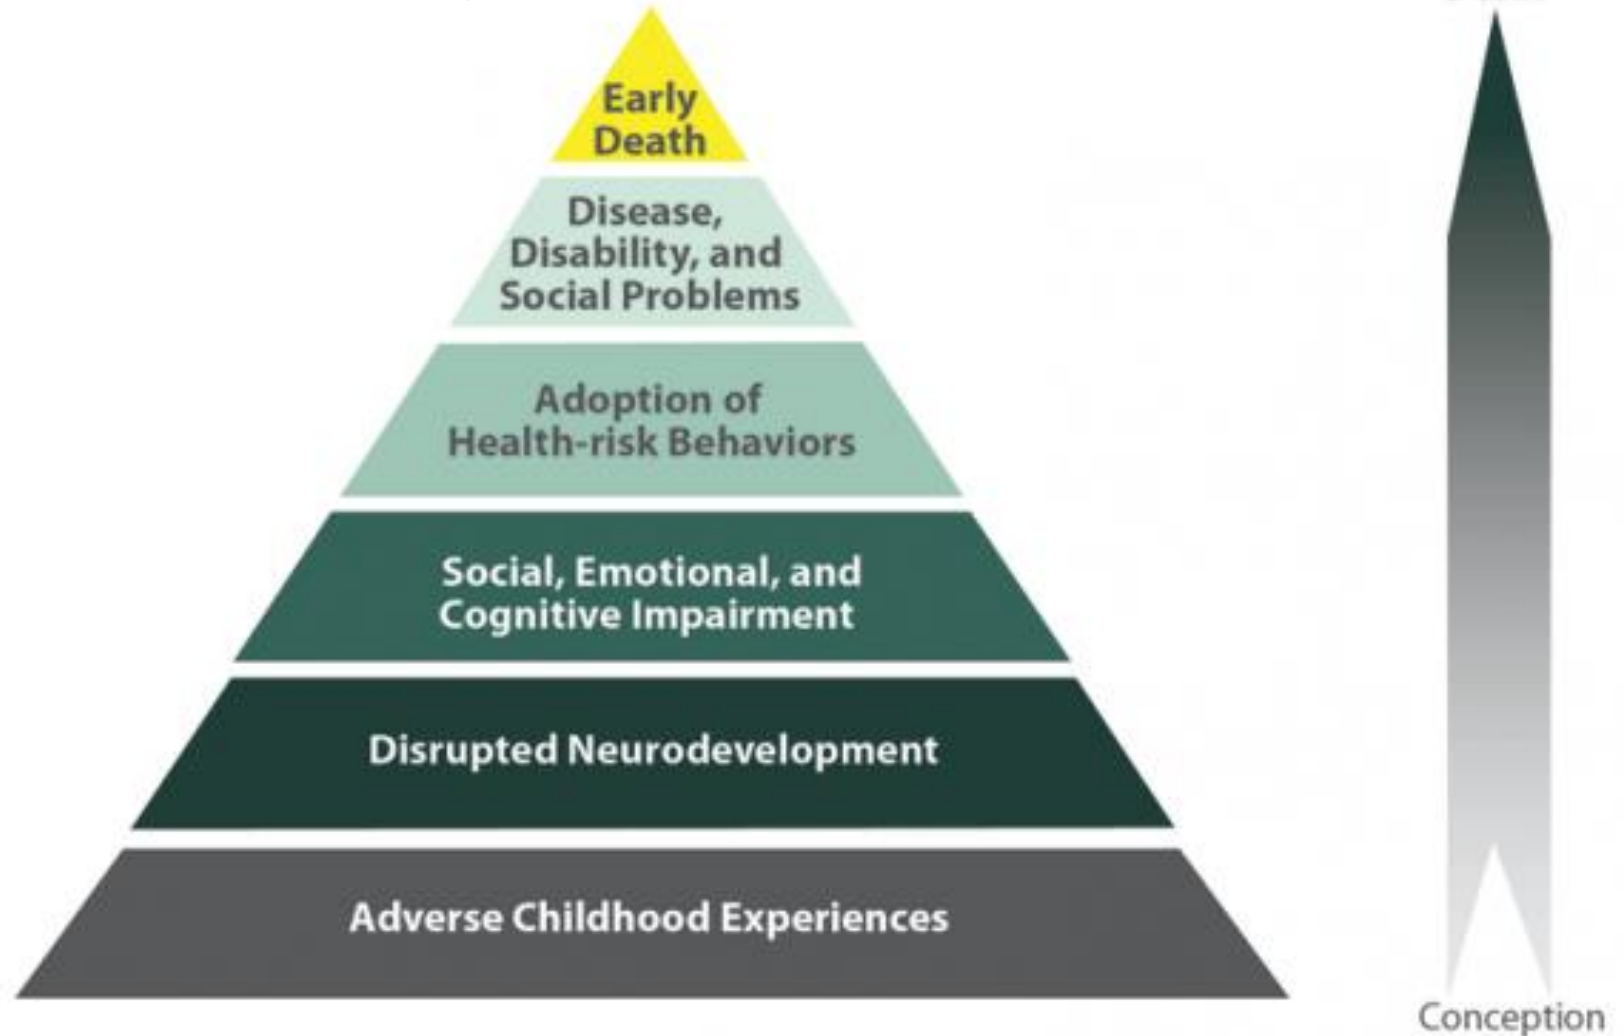 Early
Death
Disease,
Disability, and
Social Problems
Adoption of
Health-risk Behaviors
Social, Emotional, and
Cognitive Impairment
Disrupted Neurodevelopment
Adverse Childhood Experiences
Conception